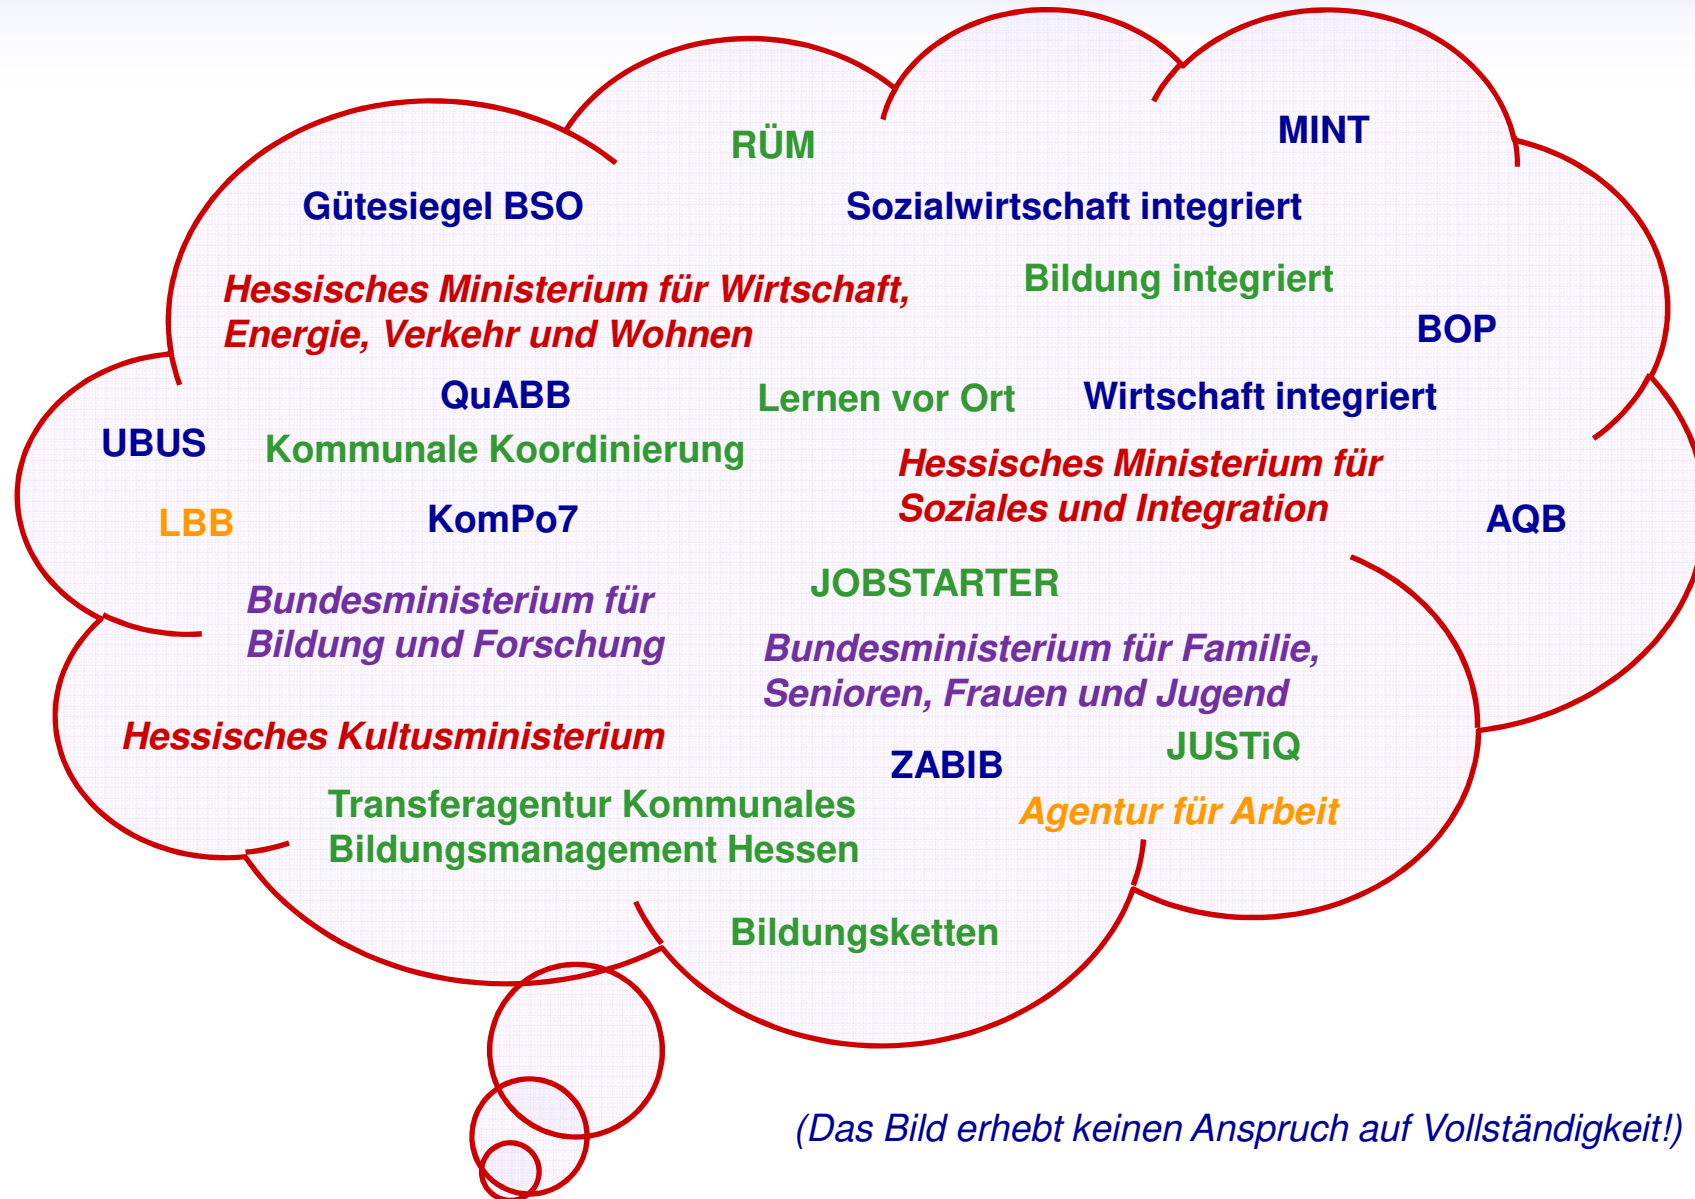 RÜM
MINT
Gütesiegel BSO
Sozialwirtschaft integriert
Hessisches Ministerium für Wirtschaft,
Energie, Verkehr und Wohnen
Bildung integriert
BOP
QuABB
Lernen vor Ort
Wirtschaft integriert
UBUS
Kommunale Koordinierung
Hessisches Ministerium für
Soziales und Integration
LBB
KomPo7
AQB
JOBSTARTER
Bundesministerium für
Bildung und Forschung
Bundesministerium für Familie,
Senioren, Frauen und Jugend
Hessisches Kultusministerium
ZABIB
JUSTiQ
Transferagentur Kommunales
Bildungsmanagement Hessen
Agentur für Arbeit
Bildungsketten
(Das Bild erhebt keinen Anspruch auf Vollständigkeit!)